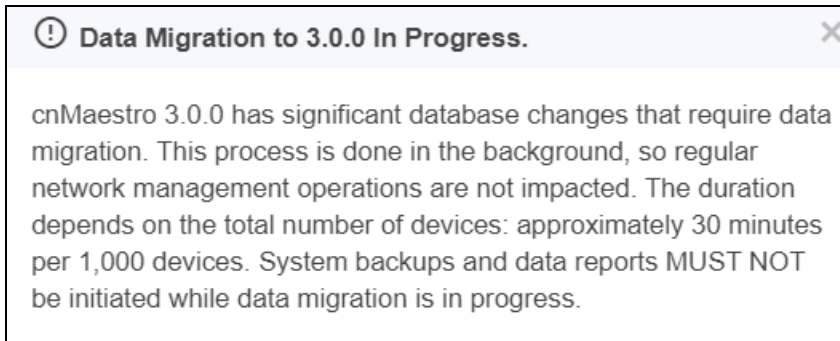 Data Migration to 3.0.0 In Progress.
cnMaestro 3.0.0 has significant database changes that require data
migration. This process is done in the background, so regular
network management operations are not impacted. The duration
depends on the total number of devices: approximately 30 minutes
per 1,000 devices. System backups and data reports MUST NOT
be initiated while data migration is in progress.